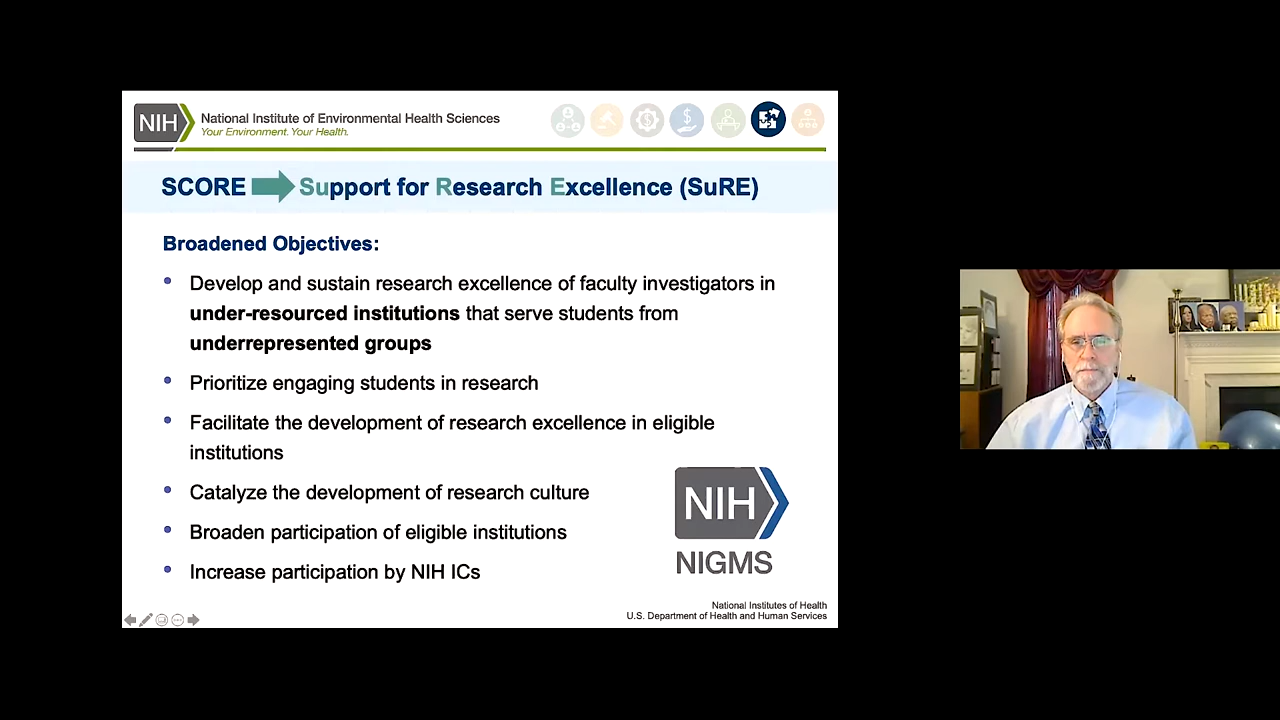 NIH
National Institute of Environmental Health Sciences
Your Environment. Your Health.
SCORE Support for Research Excellence (SuRE)
Broadened Objectives:
• Develop and sustain research excellence of faculty investigators in
under-resourced institutions that serve students from
underrepresented groups
• Prioritize engaging students in research
• Facilitate the development of research excellence in eligible
institutions
• Catalyze the development of research culture
• Broaden participation of eligible institutions
• Increase participation by NIH ICs
NIH
NIGMS
National Institutes of Health
U.S. Department of Health and Human Services